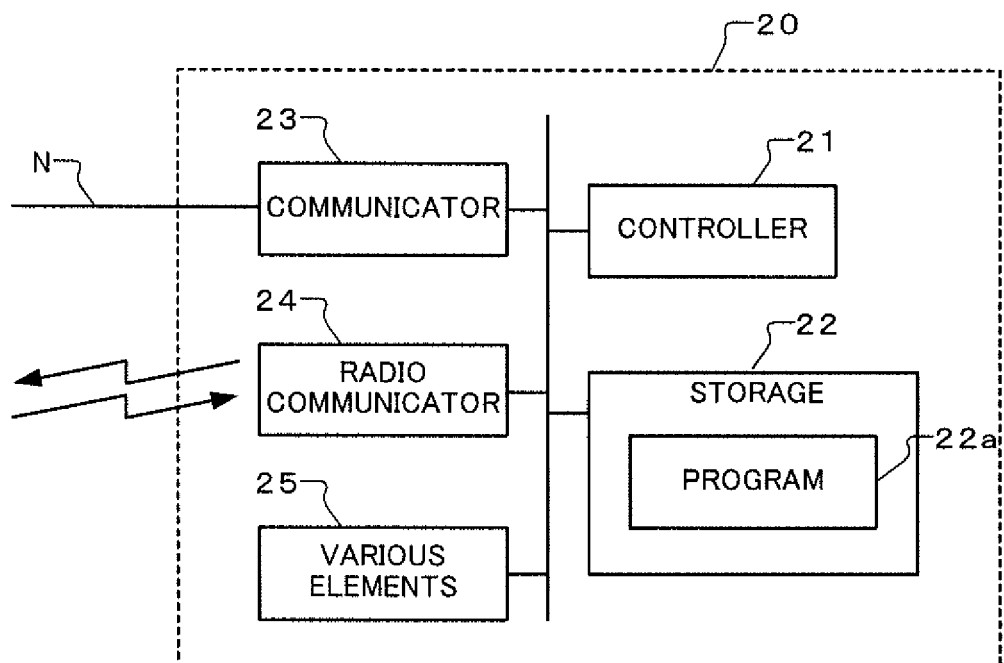 20
23
N
COMMUNICATOR
21
CONTROLLER
24
RADIO
COMMUNICATOR
22
STORAGE
22a
PROGRAM
25
VARIOUS
ELEMENTS